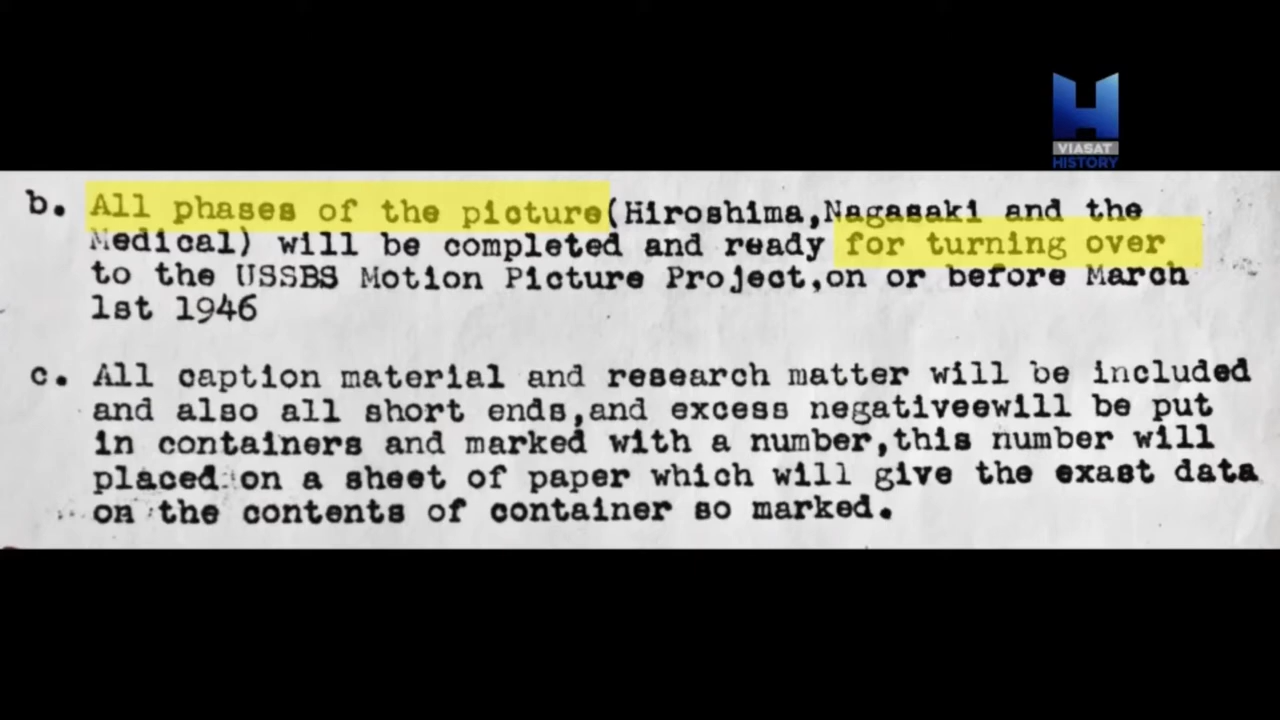 VIASAT
HISTORY
b. All phases of the picture(Hiroshima,Nagasaki and the
Medical) will be completed and ready for turning over
to the USSBS Motion Picture Project,on or before March
1st 1946
c. All caption material and research matter will be included
and also all short ends,and excess negativeewill be put
in containers and marked with a number,this number will
placed on a sheet of paper which will give the exast data
on the contents of container so marked.